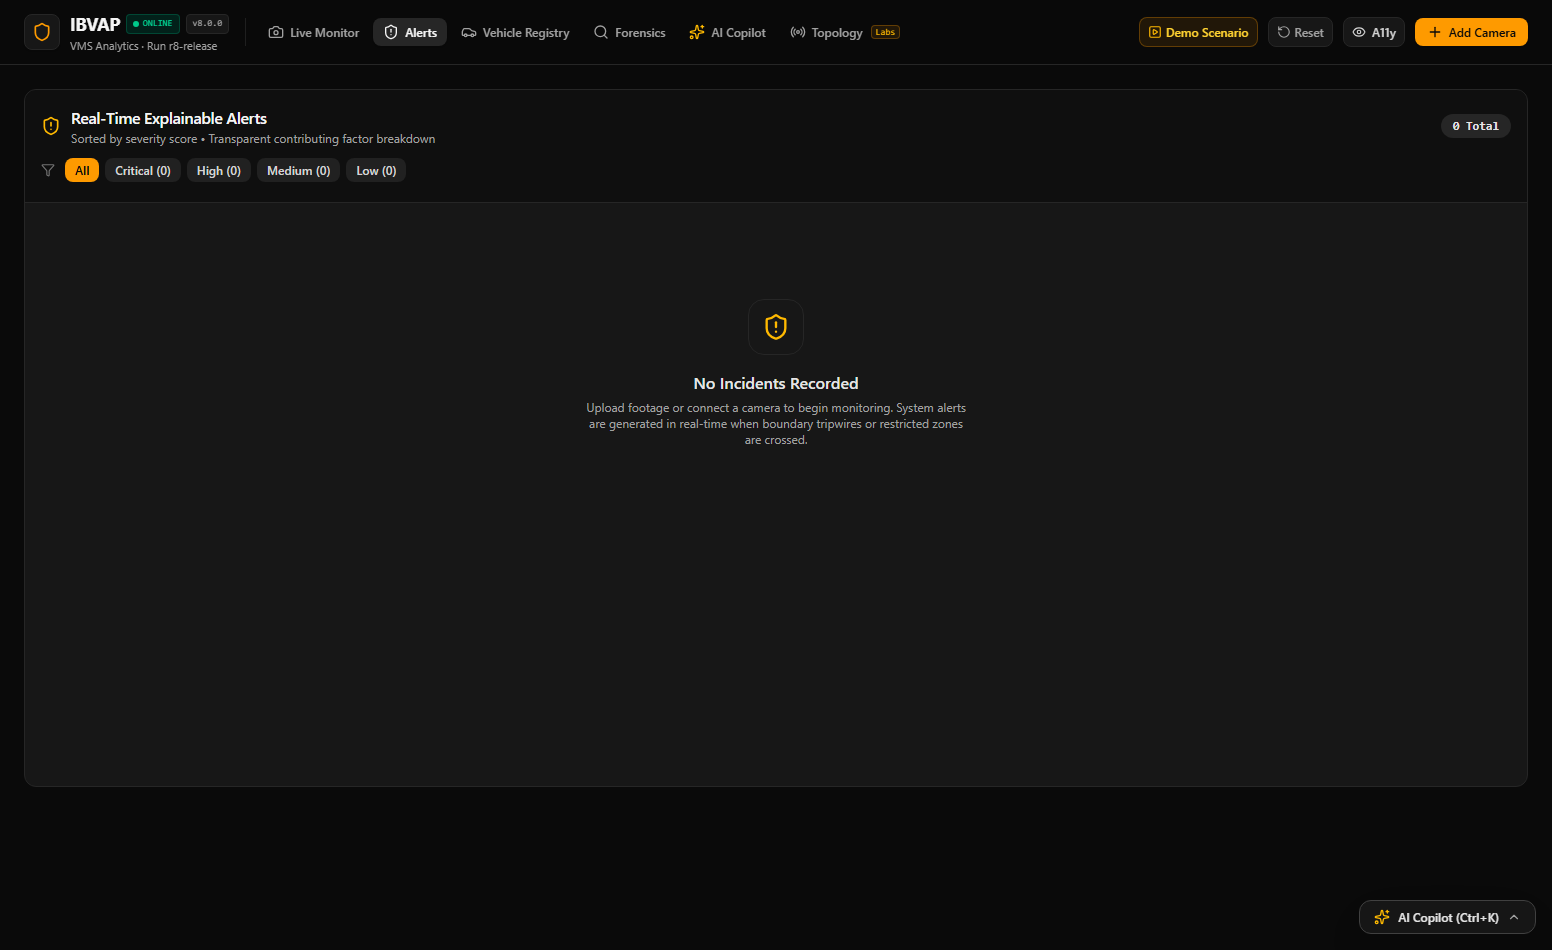 IBVAP ONLINE v8.0.0
VMS Analytics · Run r8-release
Live Monitor
Alerts
Vehicle Registry
Forensics
AI Copilot
Topology Labs
Demo Scenario
Reset
A11y
Add Camera
Real-Time Explainable Alerts
Sorted by severity score • Transparent contributing factor breakdown
0 Total
All
Critical (0)
High (0)
Medium (0)
Low (0)
No Incidents Recorded
Upload footage or connect a camera to begin monitoring. System alerts
are generated in real-time when boundary tripwires or restricted zones
are crossed.
AI Copilot (Ctrl+K)